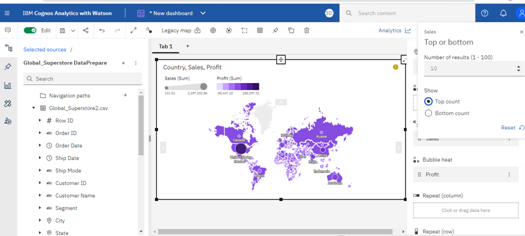 IBM Cognos Analytics with Watson
* New dashboard
Search content
Edit
Legacy map
Analytics
Selected sources /
Global_Superstore DataPrepare
Search
Navigation paths
Global_Superstore2.csv
Row ID
Order ID
Order Date
Ship Date
Ship Mode
Customer ID
Customer Name
Segment
City
State
Tab 1
Country, Sales, Profit
Sales (Sum)
Profit (Sum)
Sales
Top or bottom
Number of results (1 - 100)
10
Show
Top count
Bottom count
Reset
Sales
Bubble heat
Profit
Repeat (column)
Click or drag data here
Repeat (row)